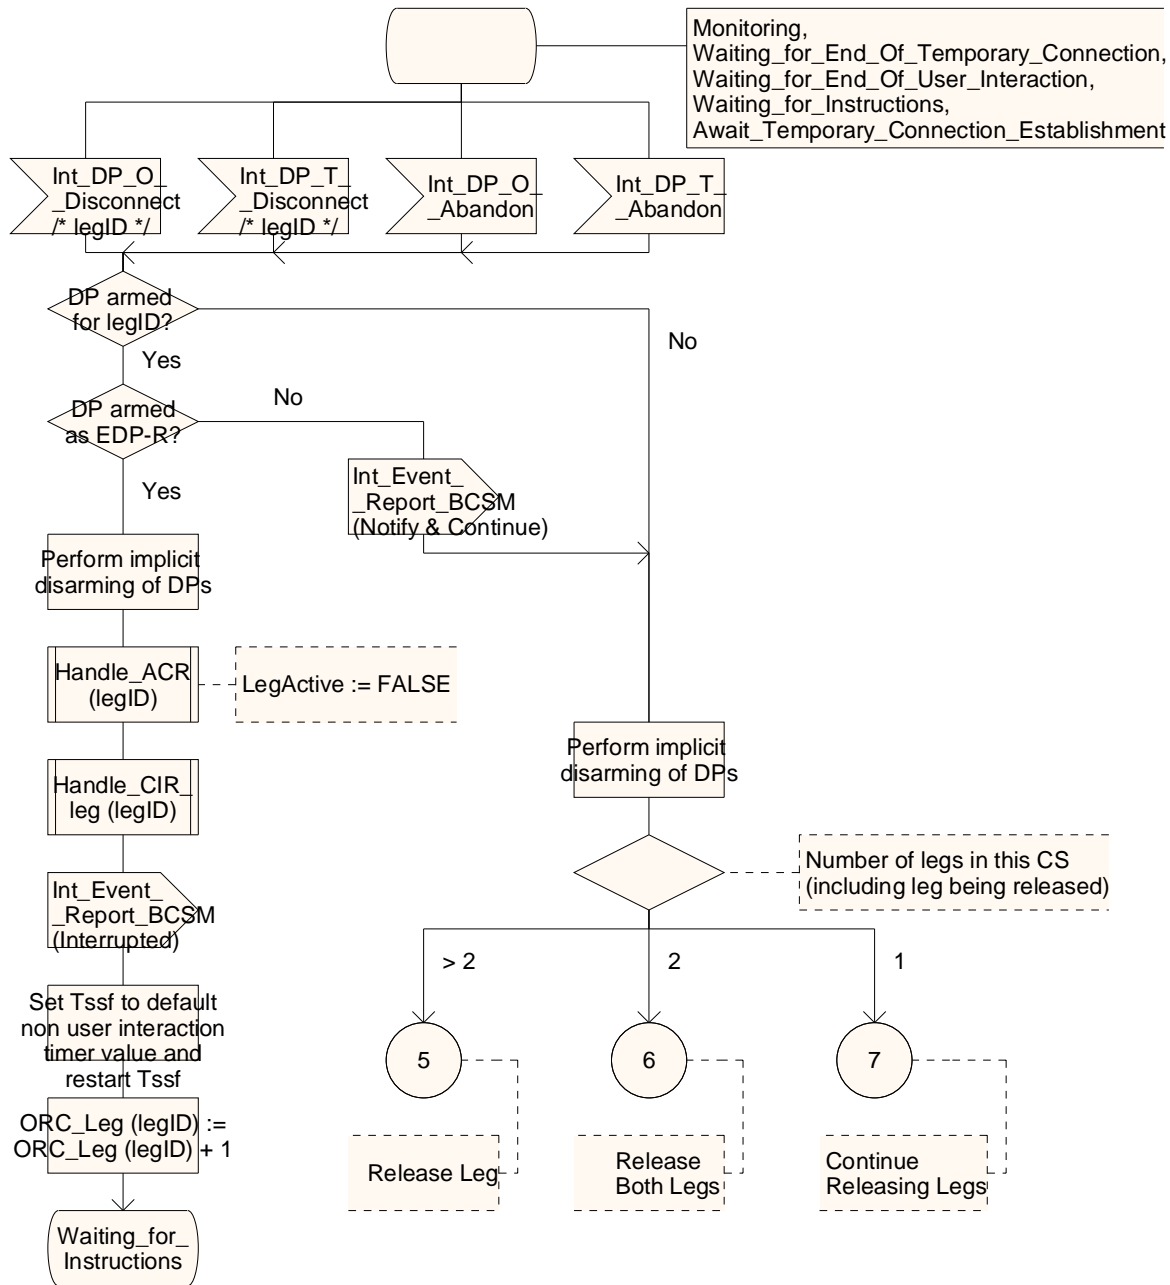 Monitoring,
Waiting_for_End_Of_Temporary_Connection,
Waiting_for_End_Of_User_Interaction,
Waiting_for_Instructions,
Await_Temporary_Connection_Establishment
Int_DP_O_
_Disconnect
/* legID */
Int_DP_T_
_Disconnect
/* legID */
Int_DP_O_
_Abandon
Int_DP_T_
_Abandon
DP armed
for legID?
No
Yes
DP armed
as EDP-R?
No
Yes
Int_Event_
_Report_BCSM
(Notify & Continue)
Perform implicit
disarming of DPs
Handle_ACR
(legID)
LegActive := FALSE
Perform implicit
disarming of DPs
Handle_CIR_
leg (legID)
Number of legs in this CS
(including leg being released)
Int_Event_
_Report_BCSM
(Interrupted)
> 2
2
1
Set Tssf to default
non user interaction
timer value and
restart Tssf
5
6
7
ORC_Leg (legID) :=
ORC_Leg (legID) + 1
Release Leg
Release
Both Legs
Continue
Releasing Legs
Waiting_for_
Instructions